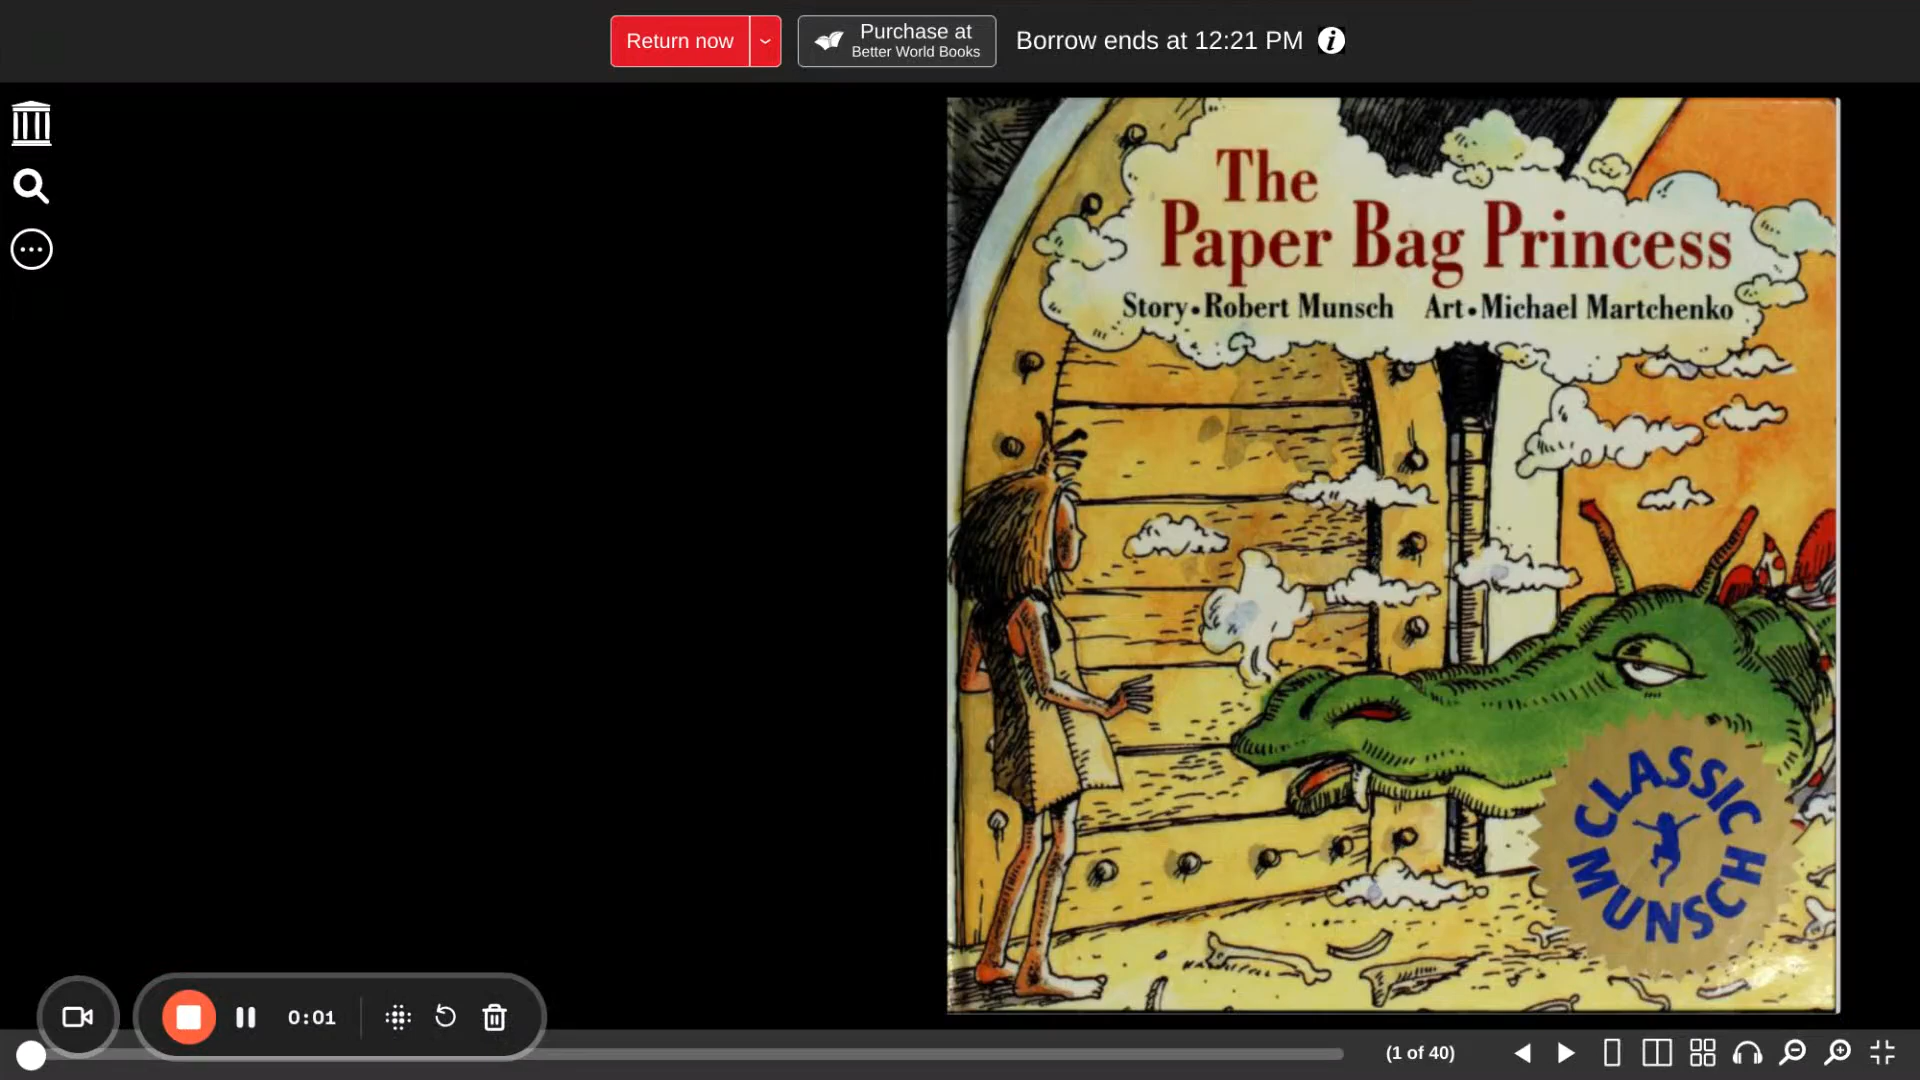 Return now
Purchase at
Better World Books
Borrow ends at 12:21 PM
The
Paper Bag Princess
Story • Robert Munsch Art • Michael Martchenko
CLASSIC
MUNSCH
0:01
(1 of 40)